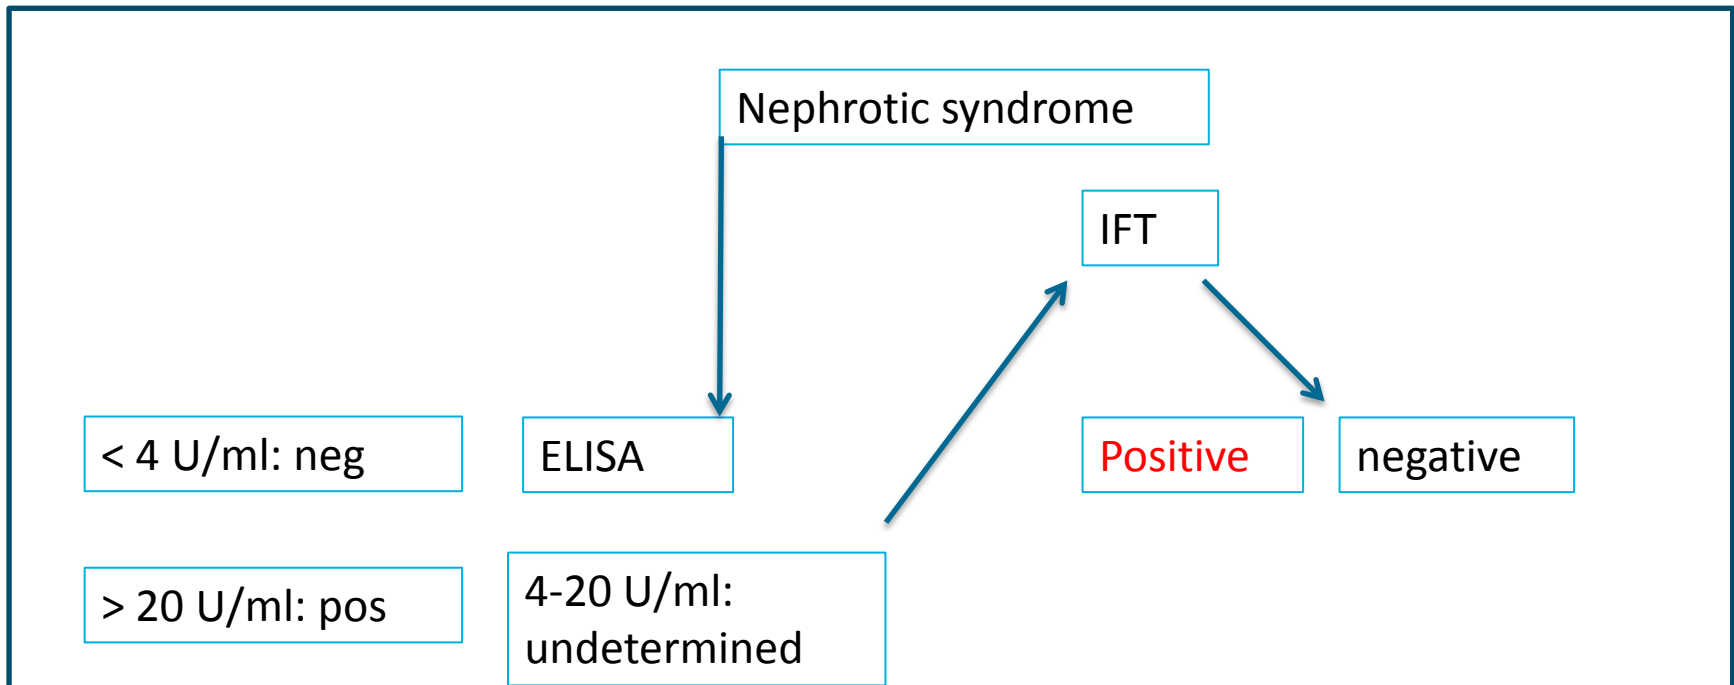 Nephrotic syndrome
IFT
< 4 U/ml: neg
ELISA
Positive
negative
> 20 U/ml: pos
4-20 U/ml:
undetermined